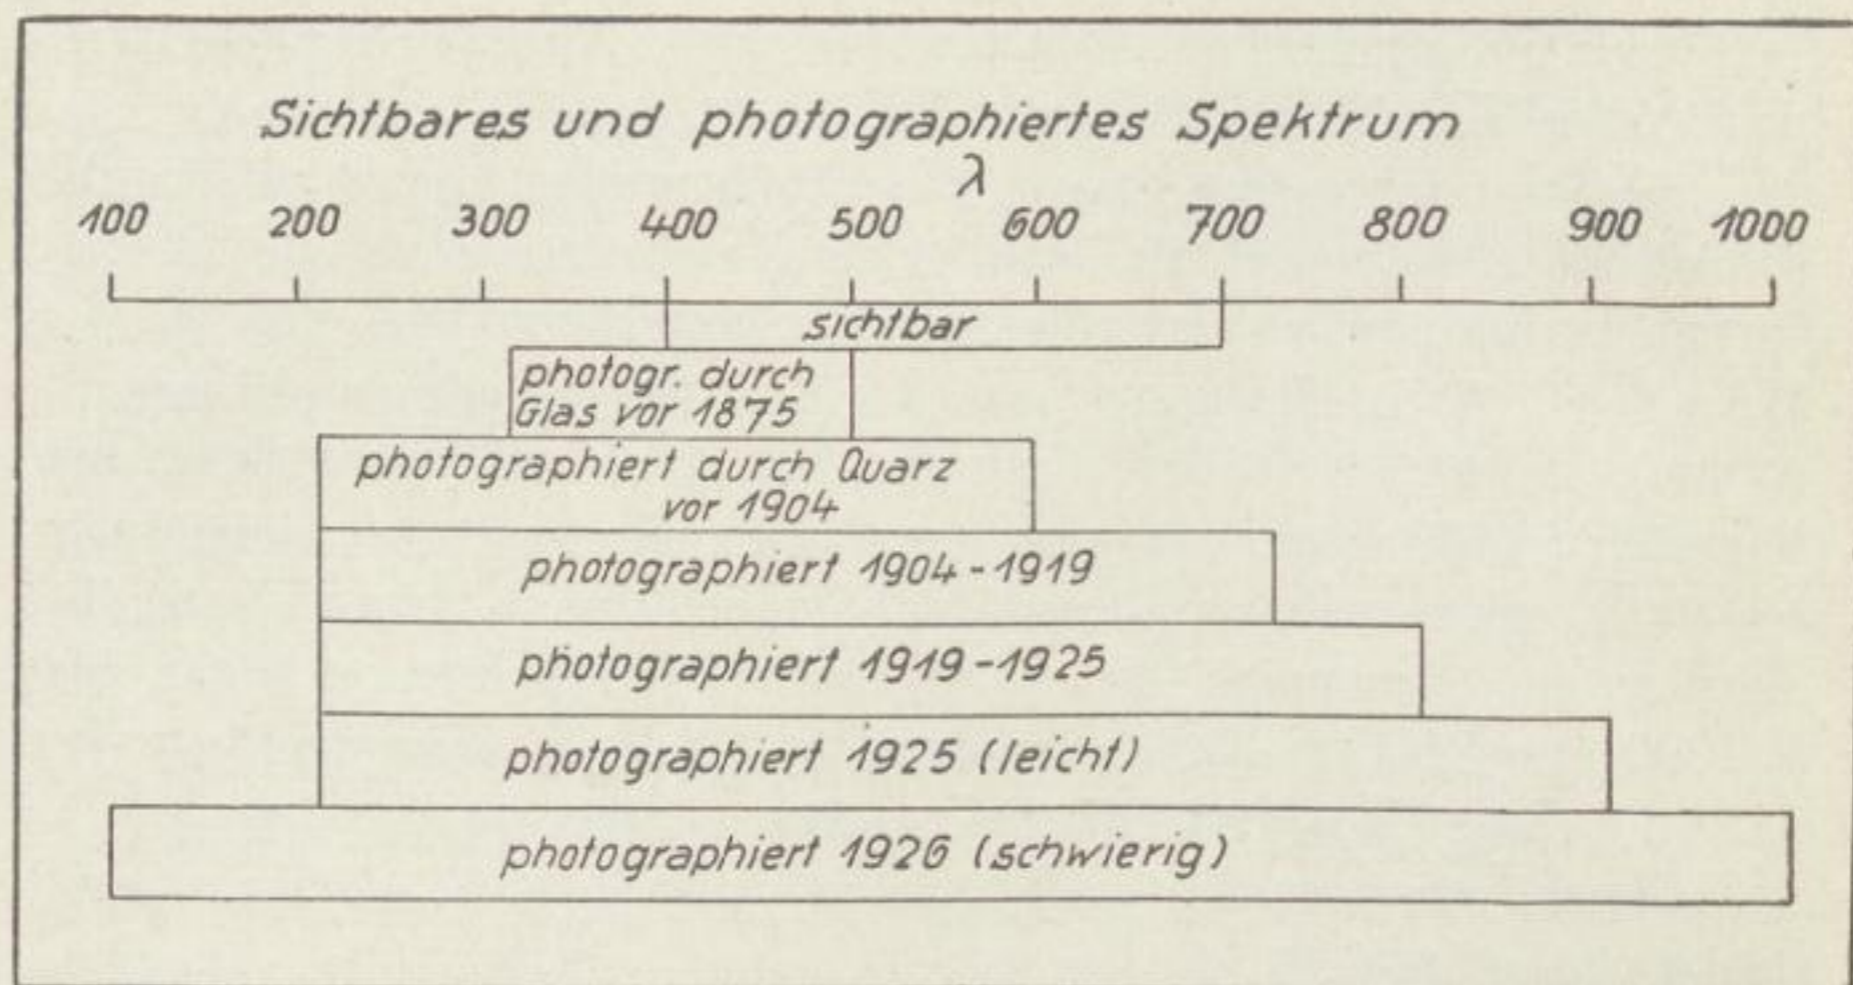 Sichtbares und photographiertes Spektrum
λ
100 200 300 400 500 600 700 800 900 1000
sichtbar
photogr. durch
Glas vor 1875
photographiert durch Quarz
vor 1904
photographiert 1904-1919
photographiert 1919-1925
photographiert 1925 (leicht)
photographiert 1926 (schwierig)